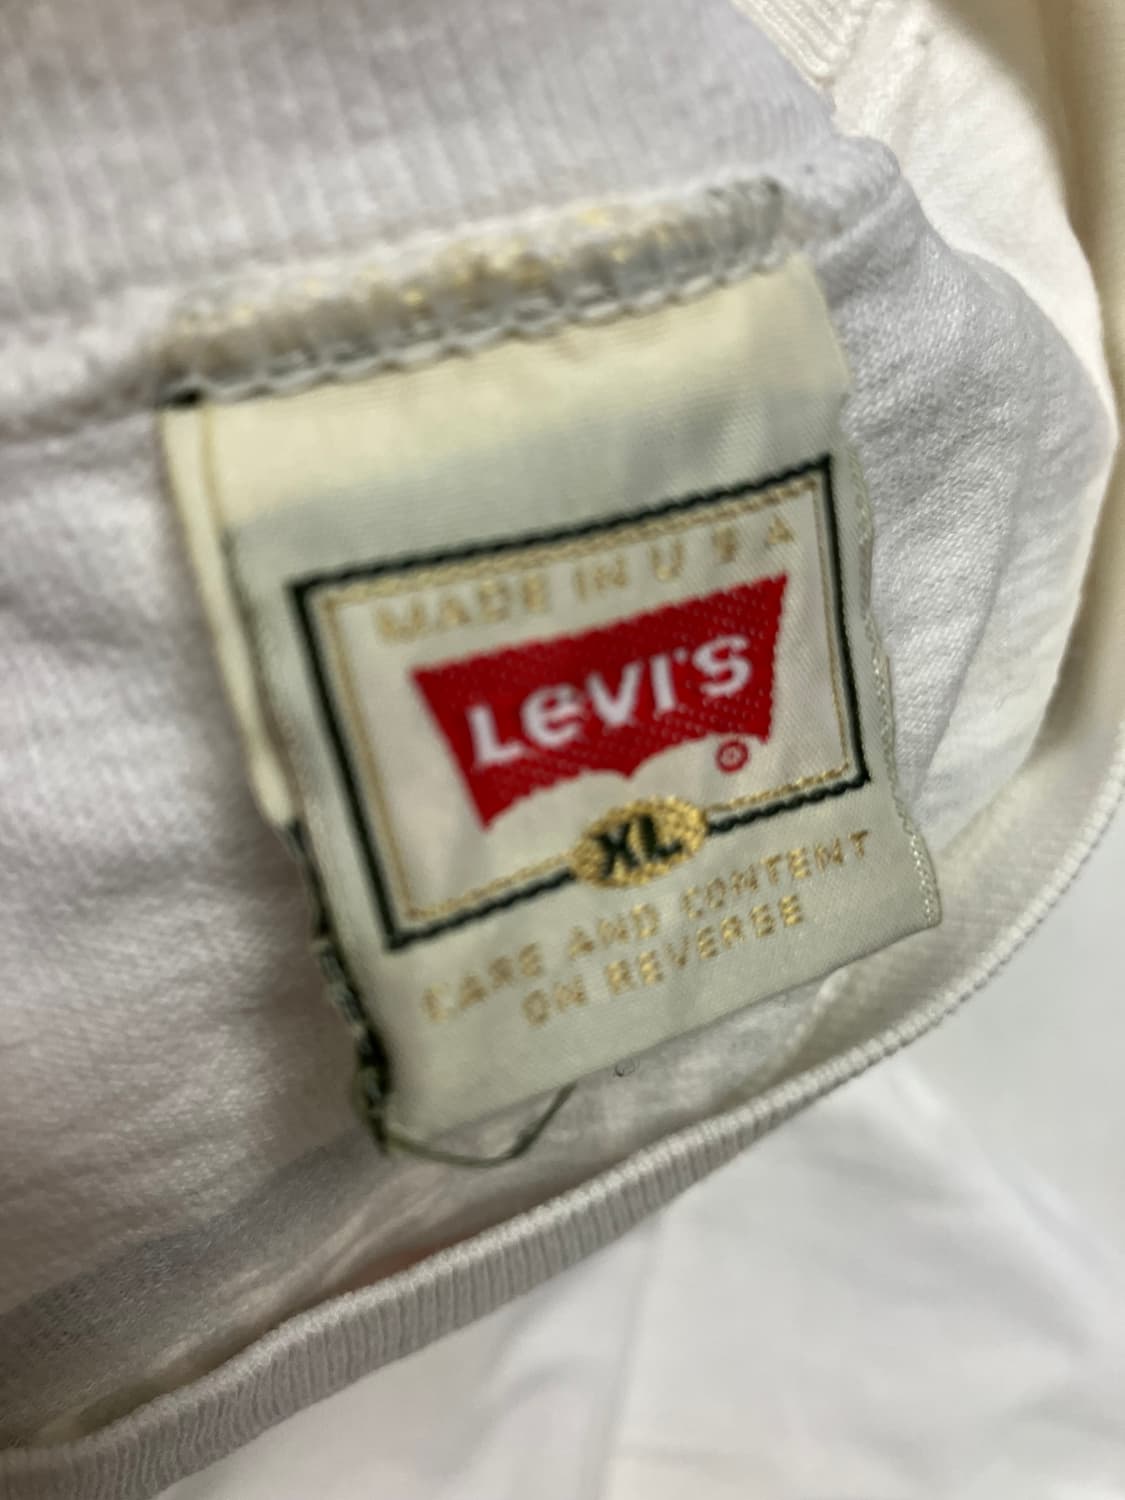 MADE IN U S A
LEVI'S
®
XL
CARE AND CONTENT
ON REVERSE